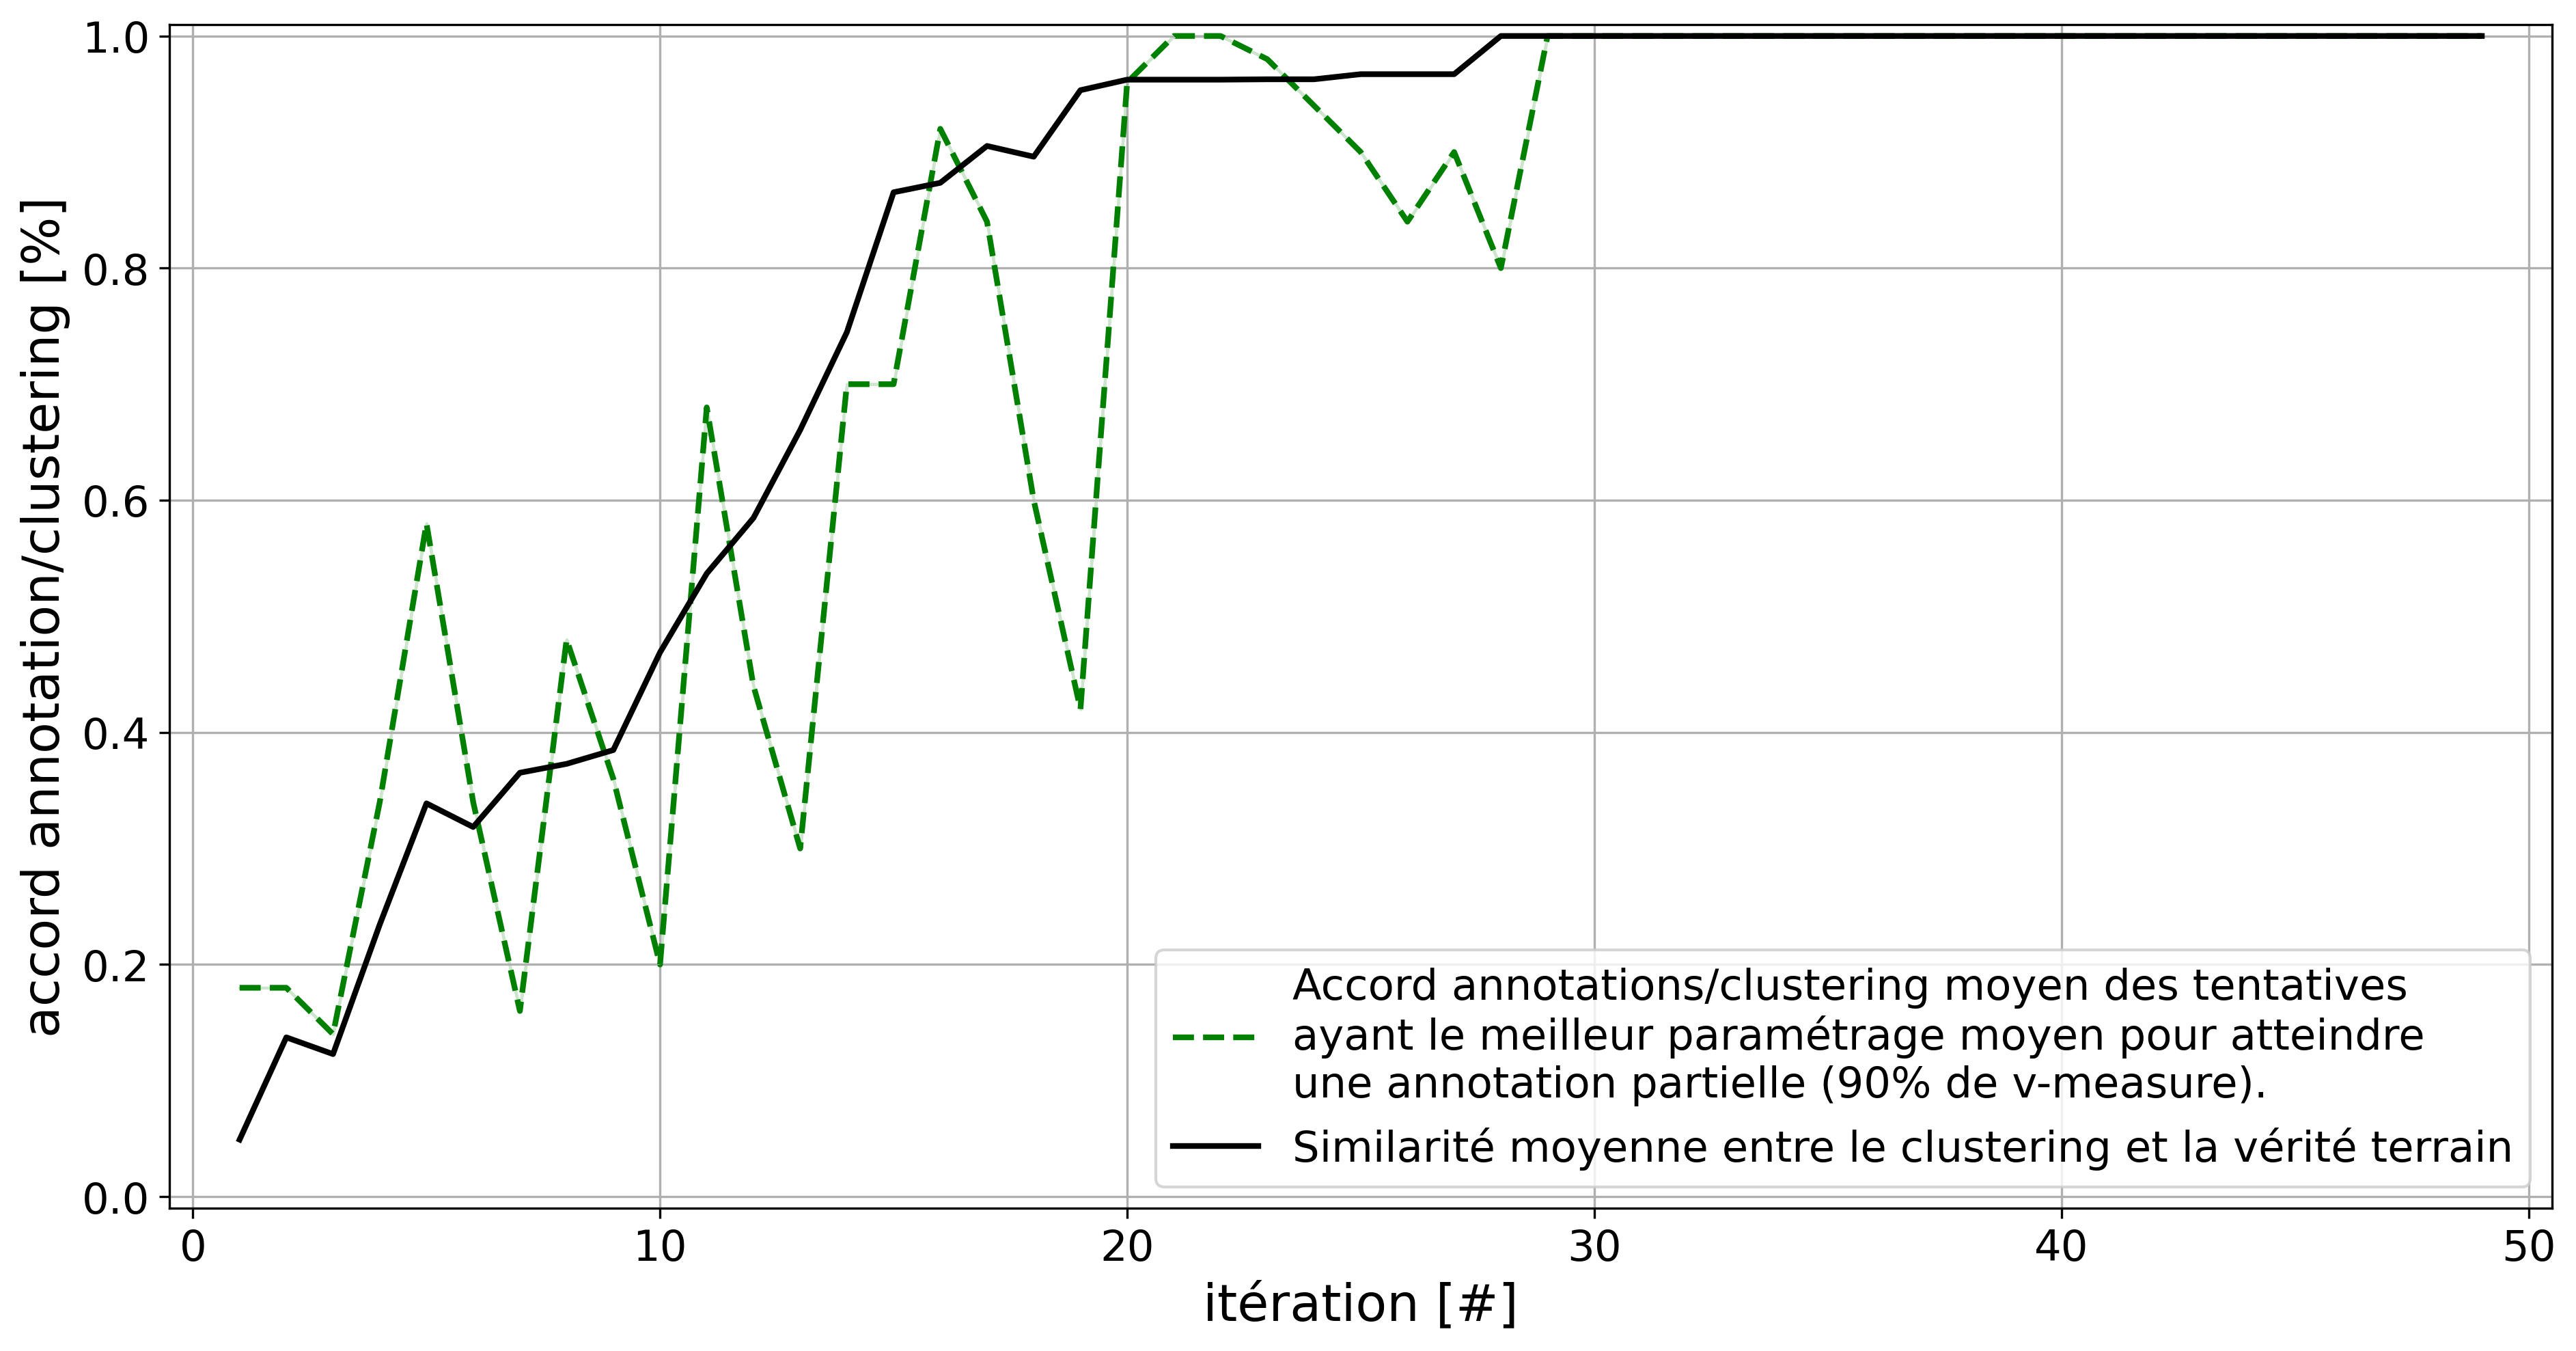 accord annotation/clustering [%]
1.0
0.8
0.6
0.4
0.2
0.0
0 10 20 30 40 50
itération [#]
Accord annotations/clustering moyen des tentatives
ayant le meilleur paramétrage moyen pour atteindre
une annotation partielle (90% de v-measure).
Similarité moyenne entre le clustering et la vérité terrain